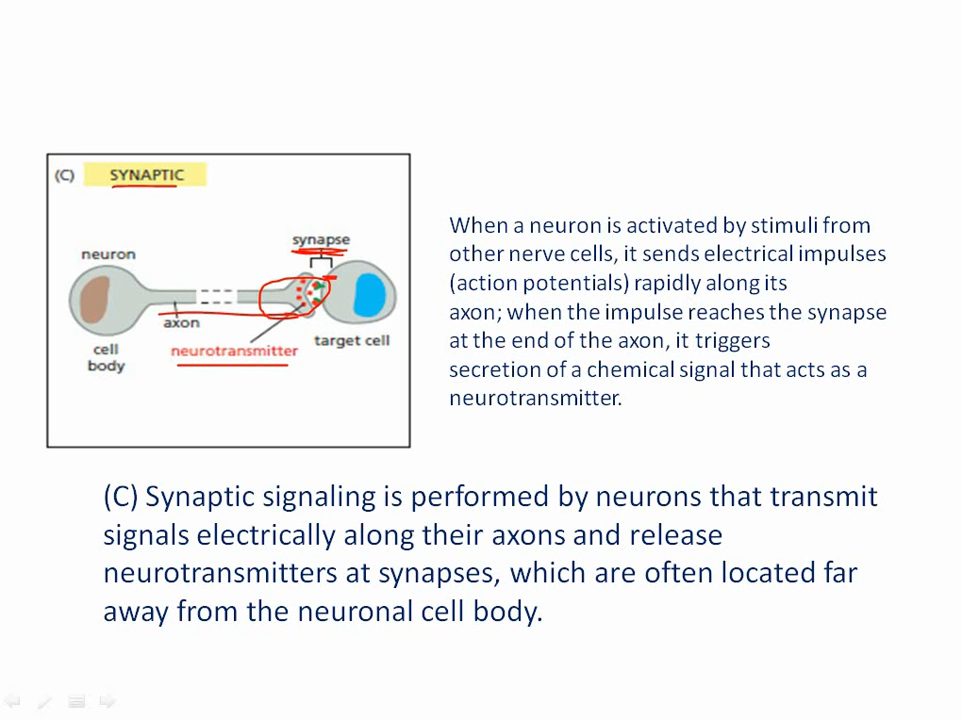 (C) SYNAPTIC
synapse
neuron
axon
cell
body
neurotransmitter
target cell
When a neuron is activated by stimuli from
other nerve cells, it sends electrical impulses
(action potentials) rapidly along its
axon; when the impulse reaches the synapse
at the end of the axon, it triggers
secretion of a chemical signal that acts as a
neurotransmitter.
(C) Synaptic signaling is performed by neurons that transmit
signals electrically along their axons and release
neurotransmitters at synapses, which are often located far
away from the neuronal cell body.